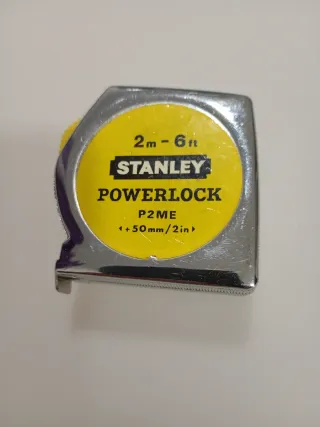 2m - 6ft
STANLEY
POWERLOCK
P2ME
+50mm/2in